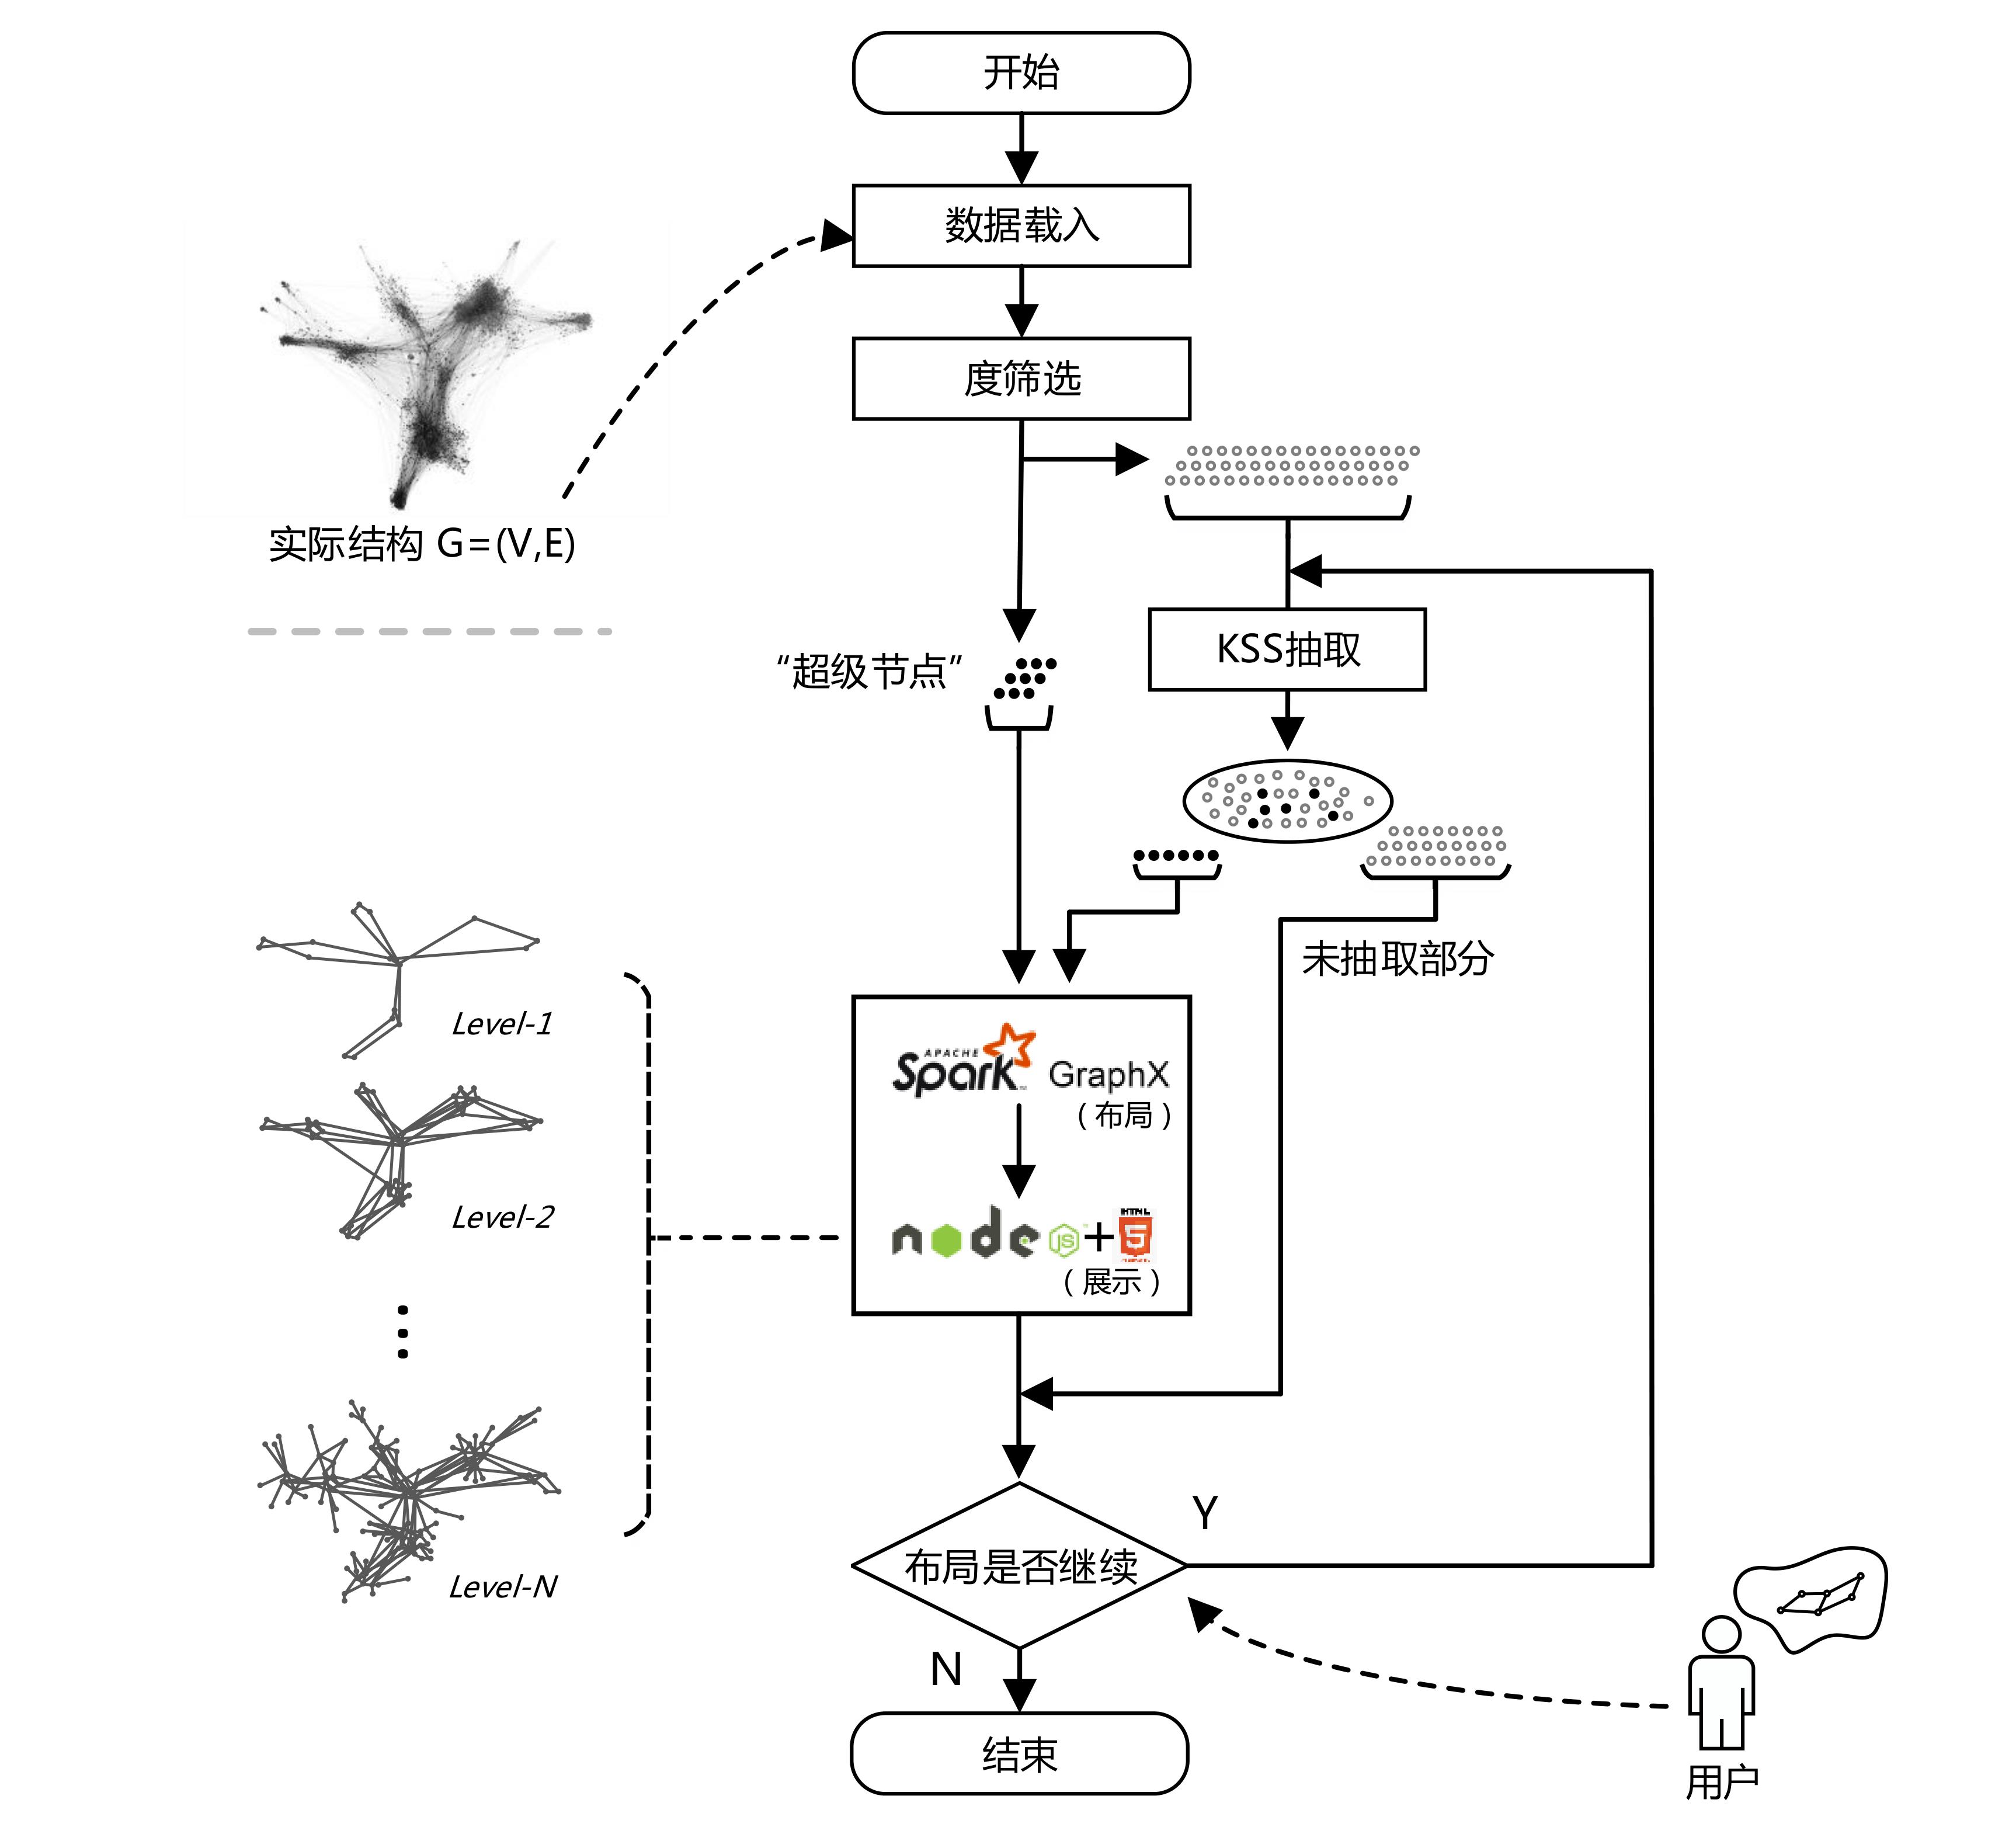 开始
数据载入
度筛选
实际结构 G=(V,E)
“超级节点”
KSS抽取
未抽取部分
Level-1
Level-2
Level-N
APACHE
Spark
GraphX
（布局）
node
JS
+
HTML
5
（展示）
布局是否继续
Y
N
结束
用户